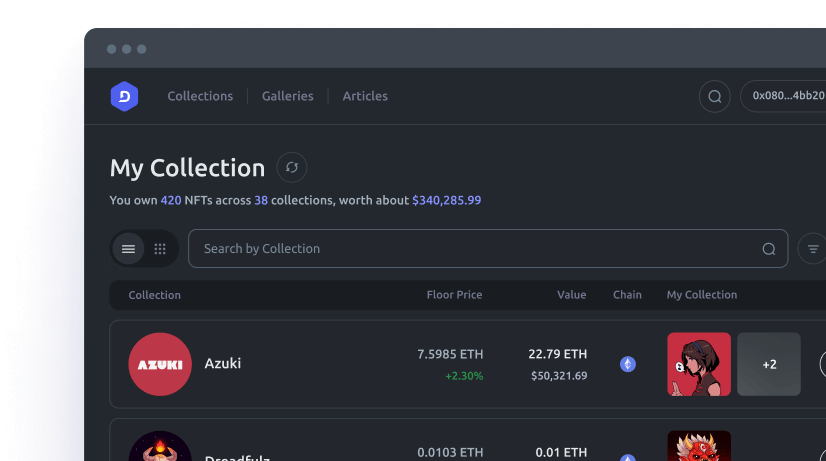 D
Collections | Galleries | Articles
0x080...4bb20
My Collection
You own 420 NFTs across 38 collections, worth about $340,285.99
Search by Collection
Collection Floor Price Value Chain My Collection
AZUKI
Azuki
7.5985 ETH 22.79 ETH
+2.30% $50,321.69
+2
Dreadfulz
0.0103 ETH 0.01 ETH